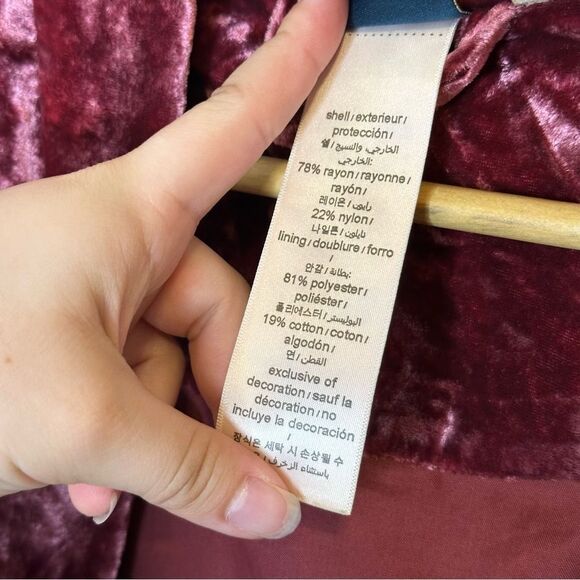 shell / exterieur /
protección /
쉘 / الخارجي، والنسيج
الخارجي:
78% rayon / rayonne /
rayón /
레이온 / رايون
22% nylon /
나일론 / نايلون
lining / doublure / forro
/
안감 / بطانة:
81% polyester /
poliéster /
폴리에스터 / البوليستر
19% cotton / coton /
algodón /
면 / القطن
exclusive of
decoration / sauf la
décoration / no
incluye la decoración
/
장식은 세탁 시 손상될 수
باستثناء الزخرف